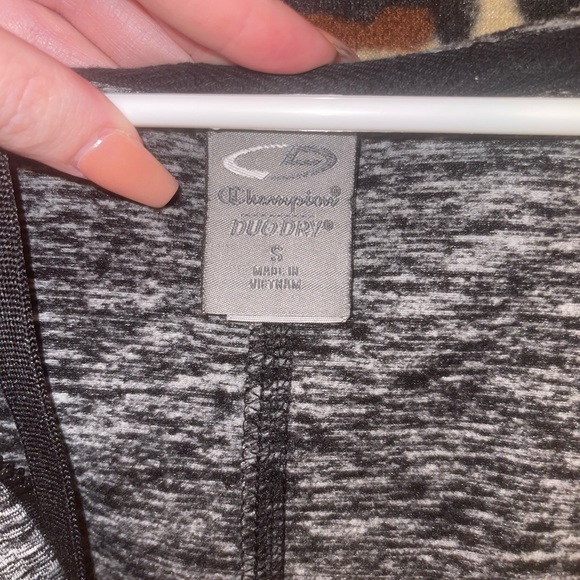 Champion®
DUO DRY®
S
MADE IN
VIETNAM